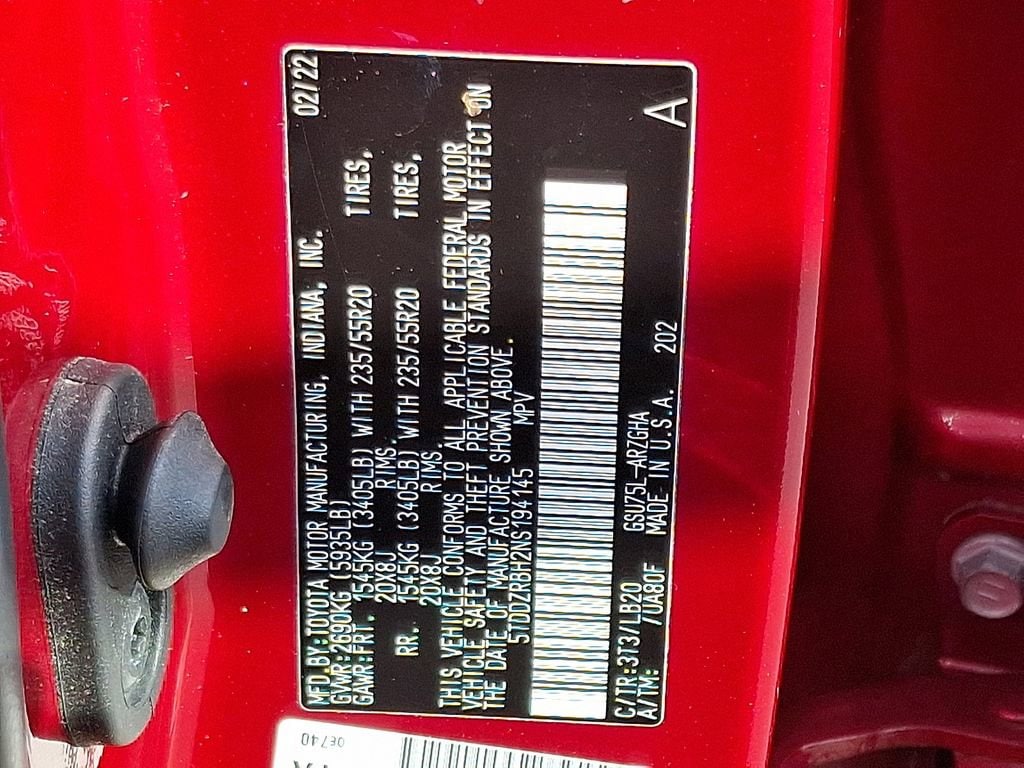 MFD.BY:TOYOTA MOTOR MANUFACTURING, INDIANA, INC. 02/22
GVWR:2690KG (5935LB)
GAWR:FRT. 1545KG (3405LB) WITH 235/55R20 TIRES,
20X8J RIMS.
RR. 1545KG (3405LB) WITH 235/55R20 TIRES,
20X8J RIMS.
THIS VEHICLE CONFORMS TO ALL APPLICABLE FEDERAL MOTOR
VEHICLE SAFETY AND THEFT PREVENTION STANDARDS IN EFFECT ON
THE DATE OF MANUFACTURE SHOWN ABOVE.
5TDDZRBH2NS194145 MPV
C/TR:3T3/LB20 GSU75L-ARZGHA
A/TM: /UA80F MADE IN U.S.A. 202 A
0E740